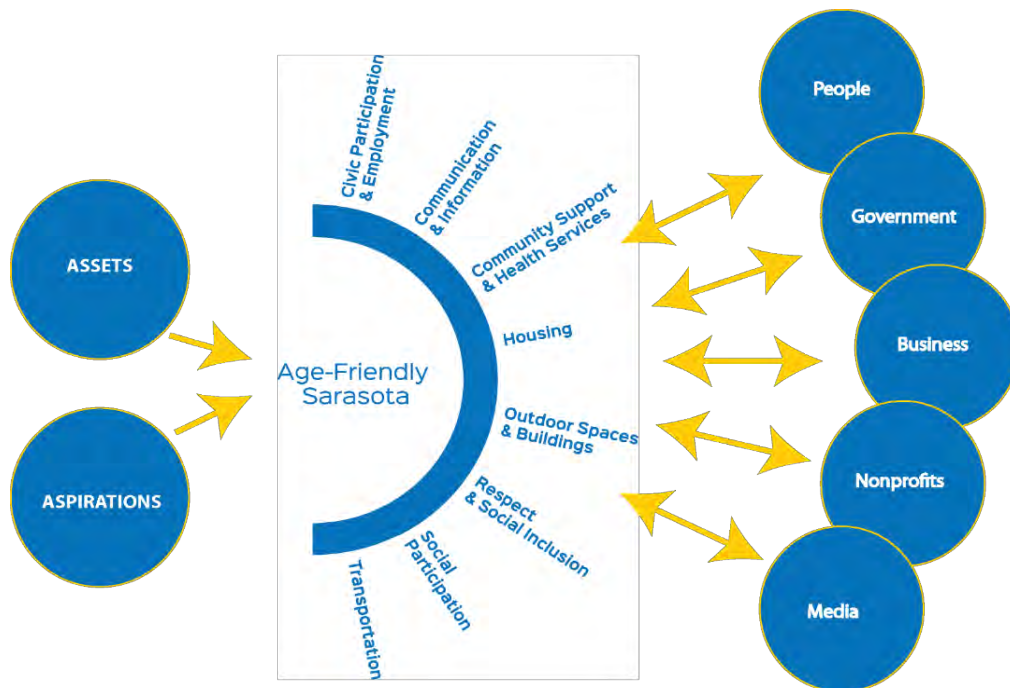 ASSETS
ASPIRATIONS
Age-Friendly
Sarasota
Civic Participation
& Employment
Communication
& Information
Community Support
& Health Services
Housing
Outdoor Spaces
& Buildings
Respect
& Social Inclusion
Social
Participation
Transportation
People
Government
Business
Nonprofits
Media